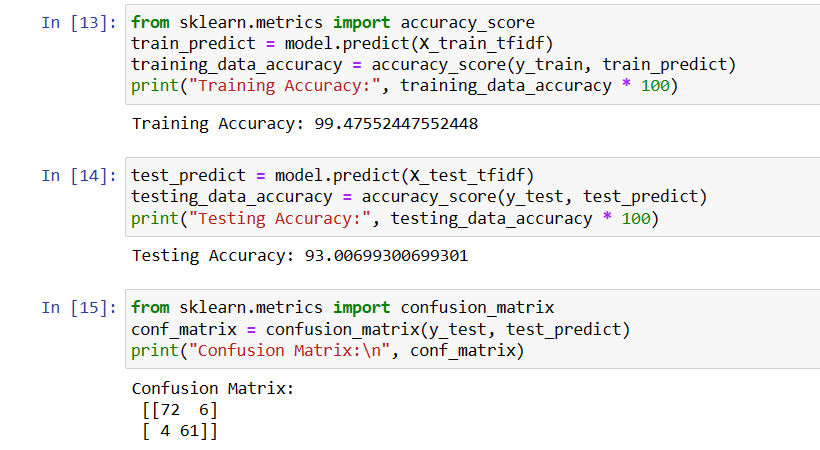 In [13]: from sklearn.metrics import accuracy_score
train_predict = model.predict(X_train_tfidf)
training_data_accuracy = accuracy_score(y_train, train_predict)
print("Training Accuracy:", training_data_accuracy * 100)
Training Accuracy: 99.47552447552448
In [14]: test_predict = model.predict(X_test_tfidf)
testing_data_accuracy = accuracy_score(y_test, test_predict)
print("Testing Accuracy:", testing_data_accuracy * 100)
Testing Accuracy: 93.00699300699301
In [15]: from sklearn.metrics import confusion_matrix
conf_matrix = confusion_matrix(y_test, test_predict)
print("Confusion Matrix:\n", conf_matrix)
Confusion Matrix:
[[72  6]
[ 4 61]]